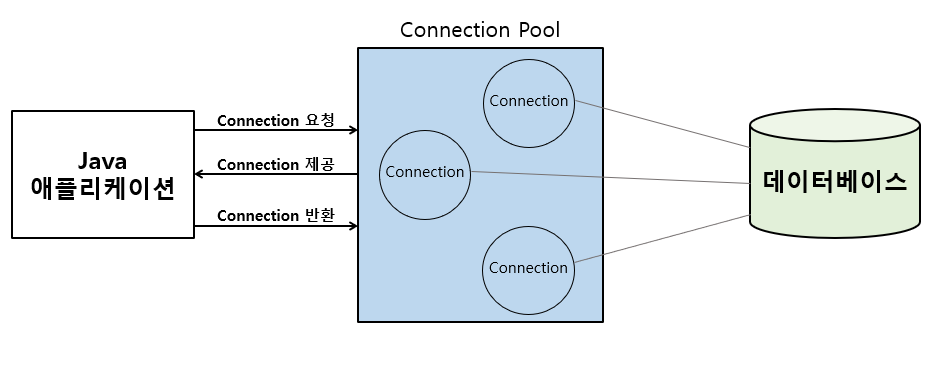 Connection Pool
Connection
Connection 요청
Java
애플리케이션
Connection 제공
Connection
데이터베이스
Connection 반환
Connection